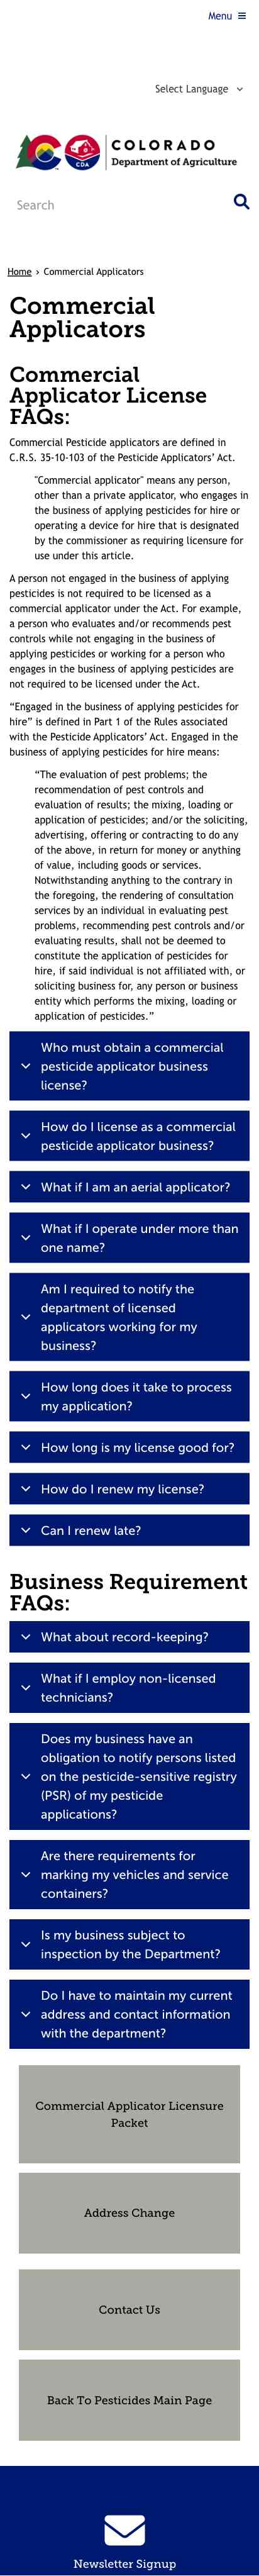 Menu
Select Language
CDA
COLORADO
Department of Agriculture
Search
Home › Commercial Applicators
Commercial
Applicators
Commercial
Applicator License
FAQs:
Commercial Pesticide applicators are defined in
C.R.S. 35-10-103 of the Pesticide Applicators’ Act.
"Commercial applicator" means any person,
other than a private applicator, who engages in
the business of applying pesticides for hire or
operating a device for hire that is designated
by the commissioner as requiring licensure for
use under this article.
A person not engaged in the business of applying
pesticides is not required to be licensed as a
commercial applicator under the Act. For example,
a person who evaluates and/or recommends pest
controls while not engaging in the business of
applying pesticides or working for a person who
engages in the business of applying pesticides are
not required to be licensed under the Act.
“Engaged in the business of applying pesticides for
hire” is defined in Part 1 of the Rules associated
with the Pesticide Applicators’ Act. Engaged in the
business of applying pesticides for hire means:
“The evaluation of pest problems; the
recommendation of pest controls and
evaluation of results; the mixing, loading or
application of pesticides; and/or the soliciting,
advertising, offering or contracting to do any
of the above, in return for money or anything
of value, including goods or services.
Notwithstanding anything to the contrary in
the foregoing, the rendering of consultation
services by an individual in evaluating pest
problems, recommending pest controls and/or
evaluating results, shall not be deemed to
constitute the application of pesticides for
hire, if said individual is not affiliated with, or
soliciting business for, any person or business
entity which performs the mixing, loading or
application of pesticides.”
Who must obtain a commercial
pesticide applicator business
license?
How do I license as a commercial
pesticide applicator business?
What if I am an aerial applicator?
What if I operate under more than
one name?
Am I required to notify the
department of licensed
applicators working for my
business?
How long does it take to process
my application?
How long is my license good for?
How do I renew my license?
Can I renew late?
Business Requirement
FAQs:
What about record-keeping?
What if I employ non-licensed
technicians?
Does my business have an
obligation to notify persons listed
on the pesticide-sensitive registry
(PSR) of my pesticide
applications?
Are there requirements for
marking my vehicles and service
containers?
Is my business subject to
inspection by the Department?
Do I have to maintain my current
address and contact information
with the department?
Commercial Applicator Licensure
Packet
Address Change
Contact Us
Back To Pesticides Main Page
Newsletter Signup